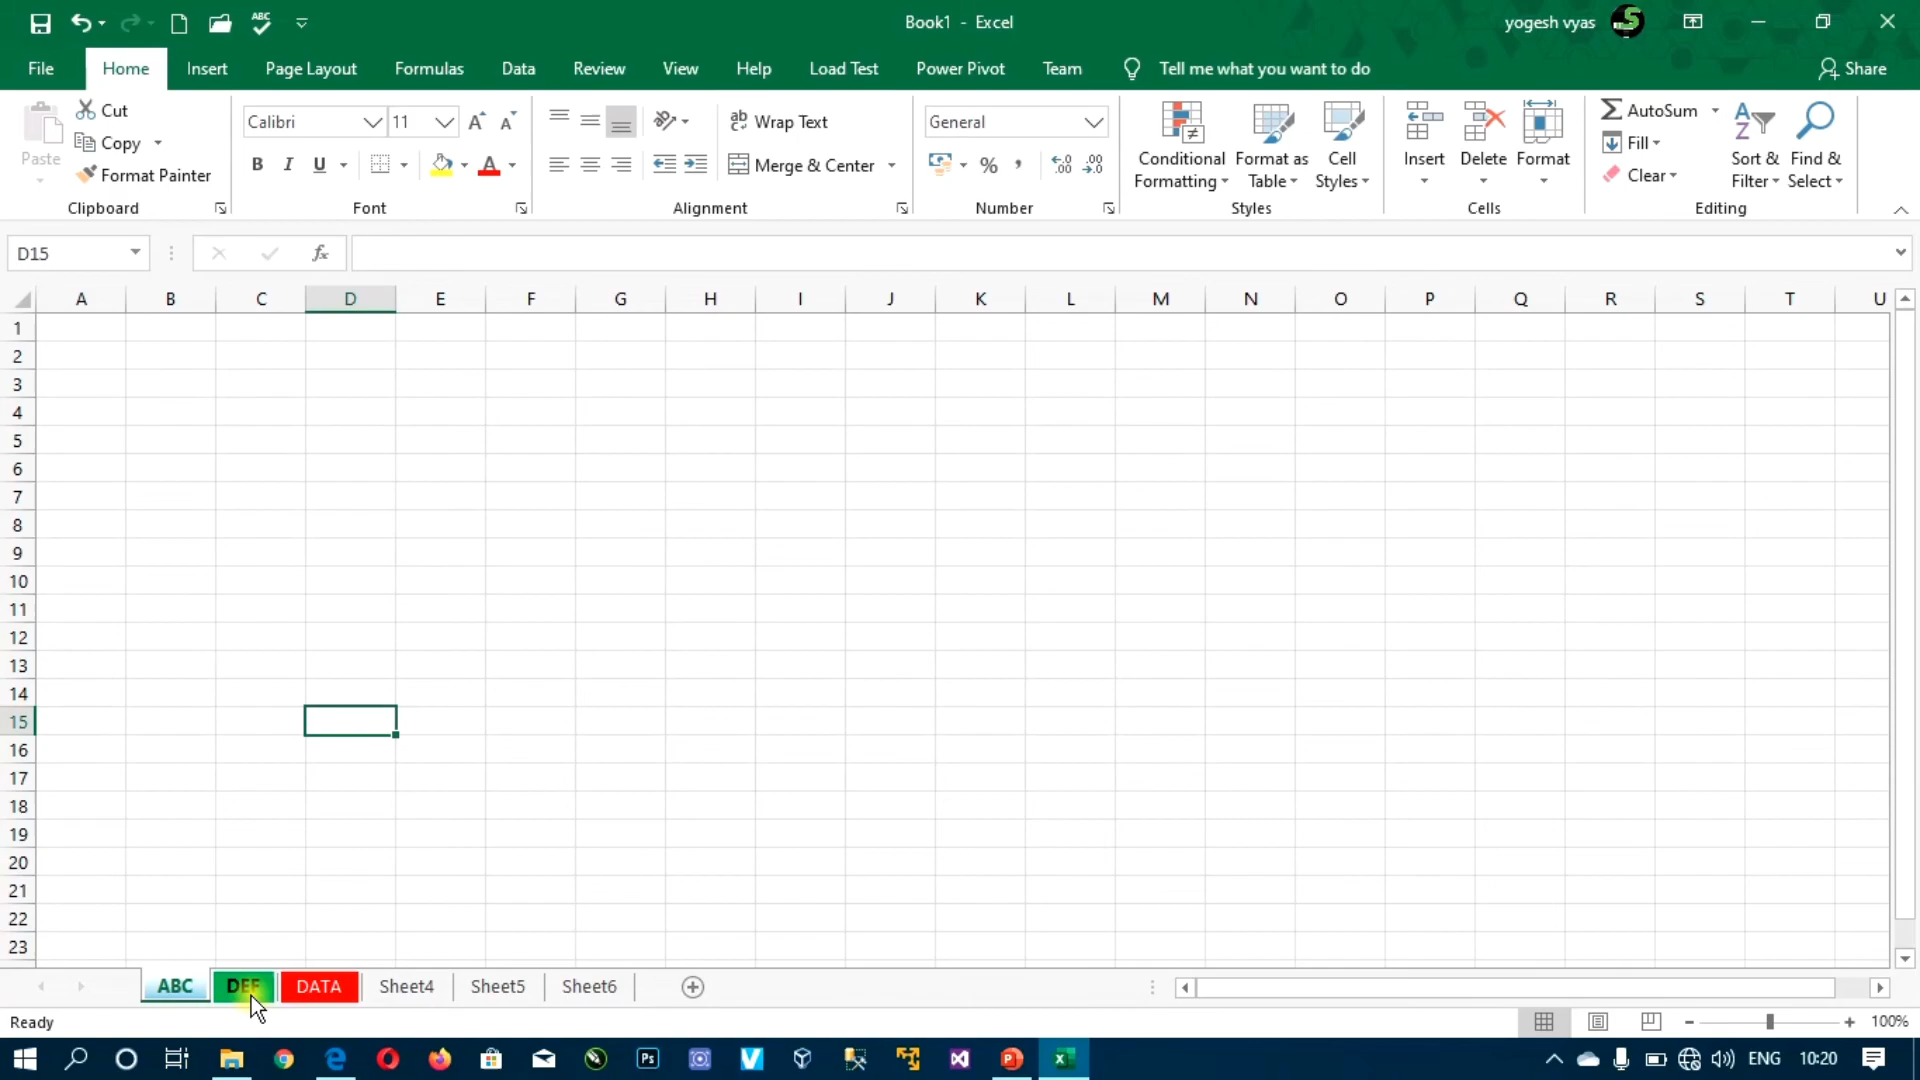 ABC
Book1 - Excel
yogesh vyas
File Home Insert Page Layout Formulas Data Review View Help Load Test Power Pivot Team Tell me what you want to do Share
Paste
Cut
Copy
Format Painter
Clipboard
Calibri 11
B I U A
Font
ab Wrap Text
Merge & Center
Alignment
General
% ,
Number
Conditional Formatting
Format as Table
Cell Styles
Styles
Insert Delete Format
Cells
AutoSum
Fill
Clear
Sort & Filter
Find & Select
Editing
D15 fx
A B C D E F G H I J K L M N O P Q R S T U
1
2
3
4
5
6
7
8
9
10
11
12
13
14
15
16
17
18
19
20
21
22
23
ABC DEF DATA Sheet4 Sheet5 Sheet6
Ready 100%
Ps ENG 10:20